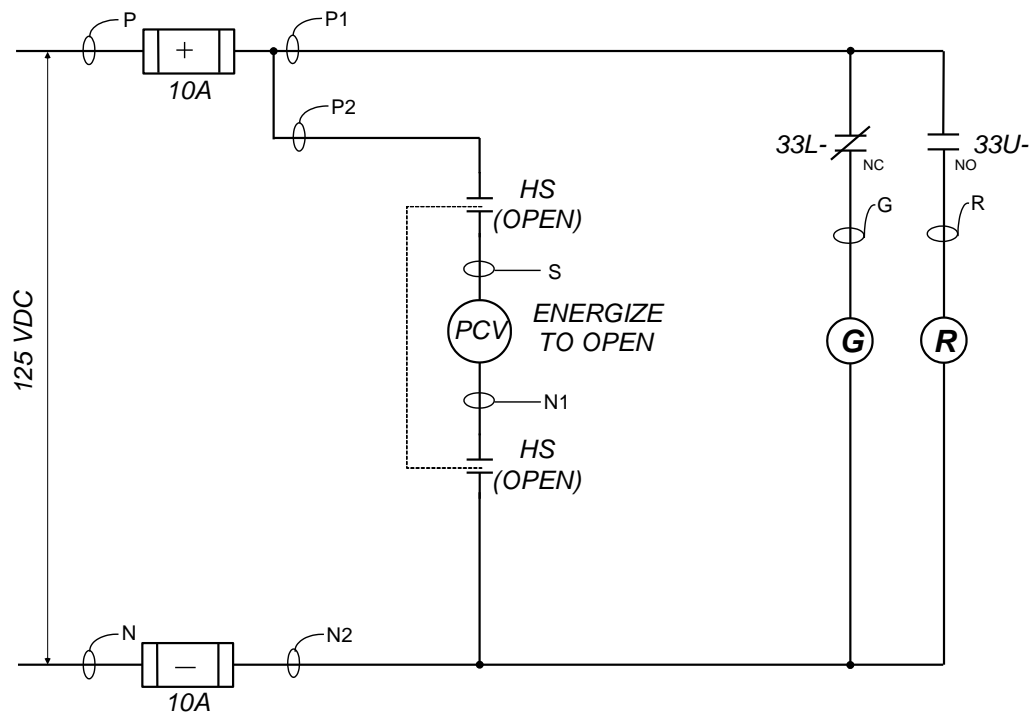 P
P1
+
10A
P2
33L-
NC
NO
33U-
HS
(OPEN)
G
R
S
125 VDC
PCV
ENERGIZE
TO OPEN
G
R
N1
HS
(OPEN)
N
N2
–
10A